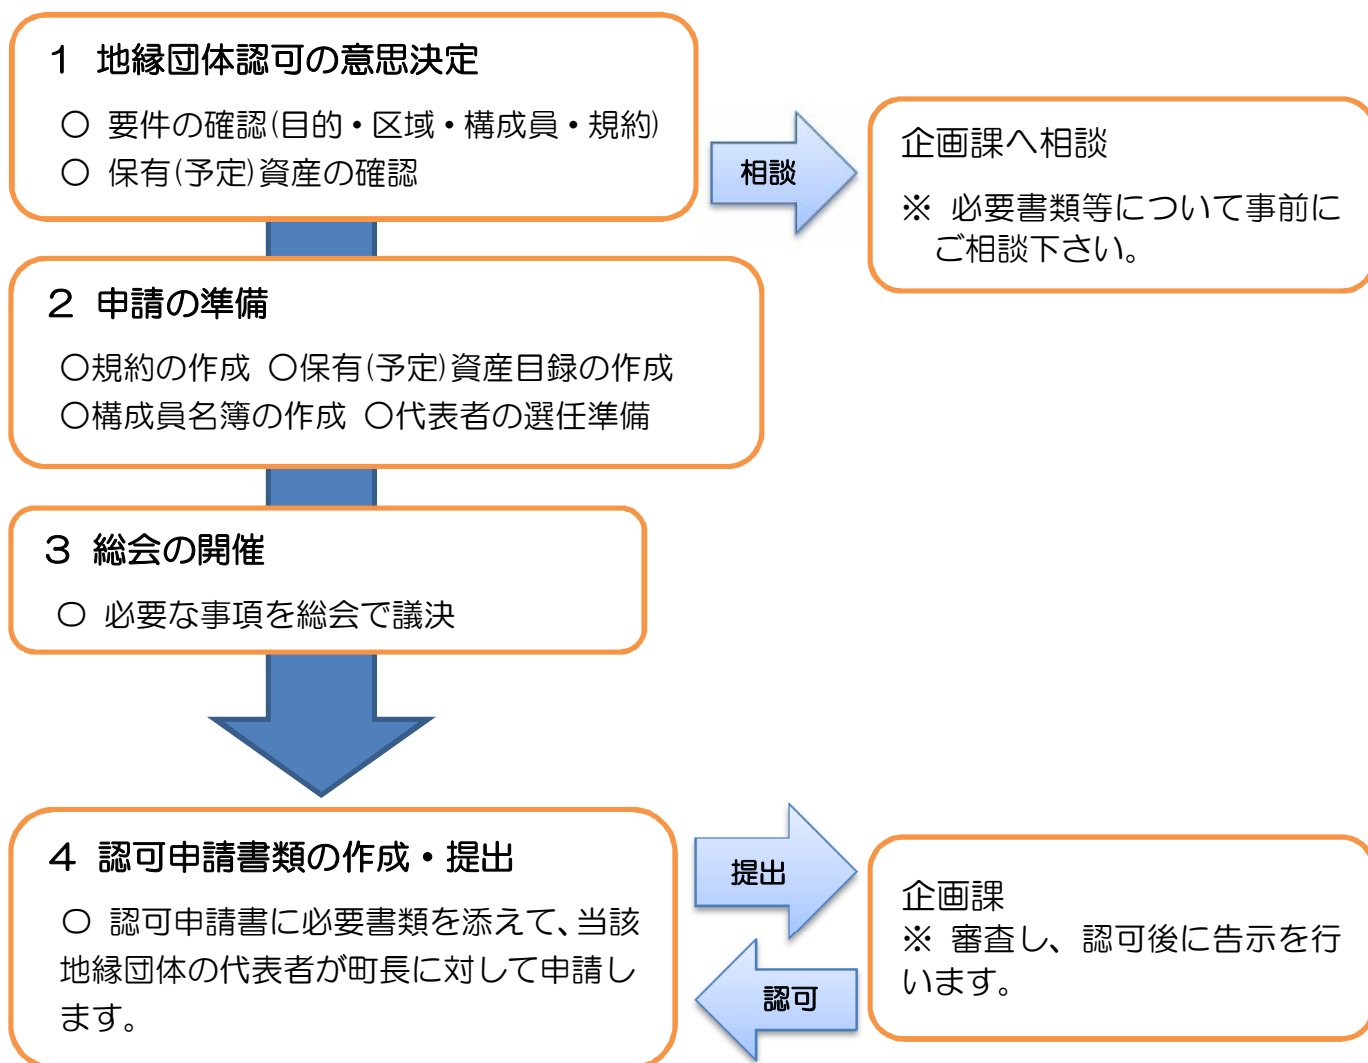 1 地縁団体認可の意思決定
○ 要件の確認(目的・区域・構成員・規約)
○ 保有(予定)資産の確認
相談
企画課へ相談
※ 必要書類等について事前に
ご相談下さい。
2 申請の準備
○規約の作成 ○保有(予定)資産目録の作成
○構成員名簿の作成 ○代表者の選任準備
3 総会の開催
○ 必要な事項を総会で議決
4 認可申請書類の作成・提出
○ 認可申請書に必要書類を添えて、当該
地縁団体の代表者が町長に対して申請し
ます。
提出
認可
企画課
※ 審査し、認可後に告示を行
います。